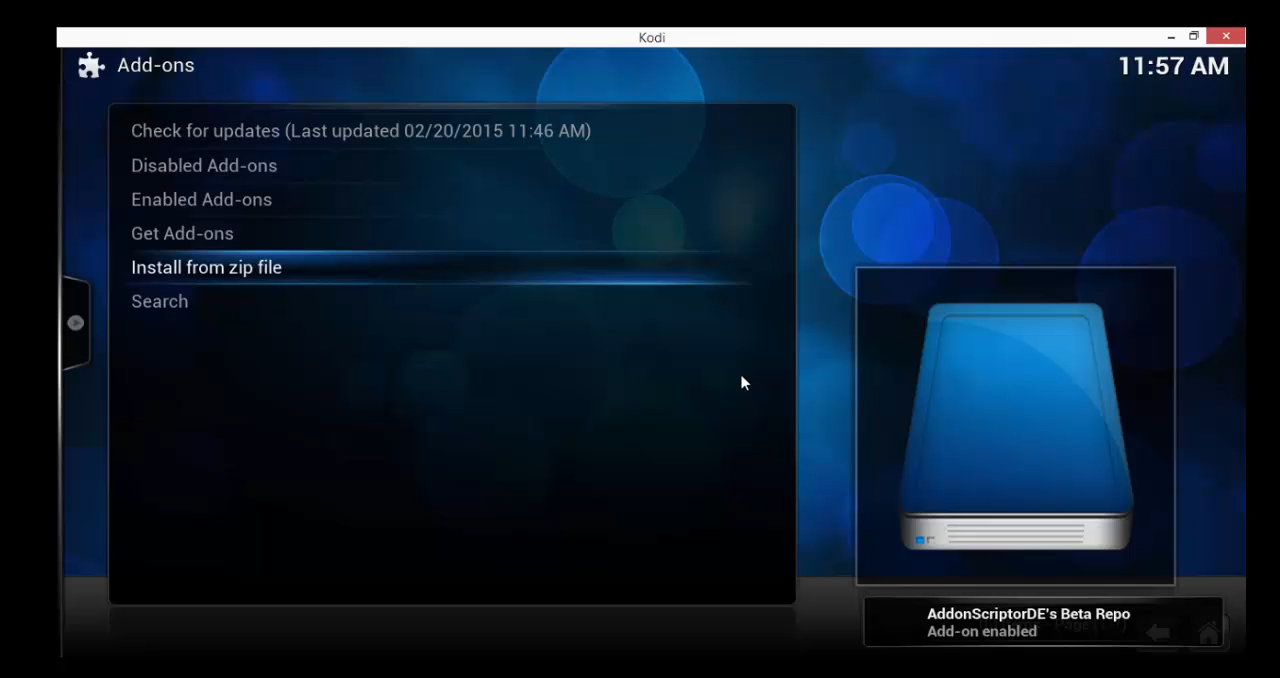 Kodi
Add-ons
11:57 AM
Check for updates (Last updated 02/20/2015 11:46 AM)
Disabled Add-ons
Enabled Add-ons
Get Add-ons
Install from zip file
Search
AddonScriptorDE's Beta Repo
Add-on enabled